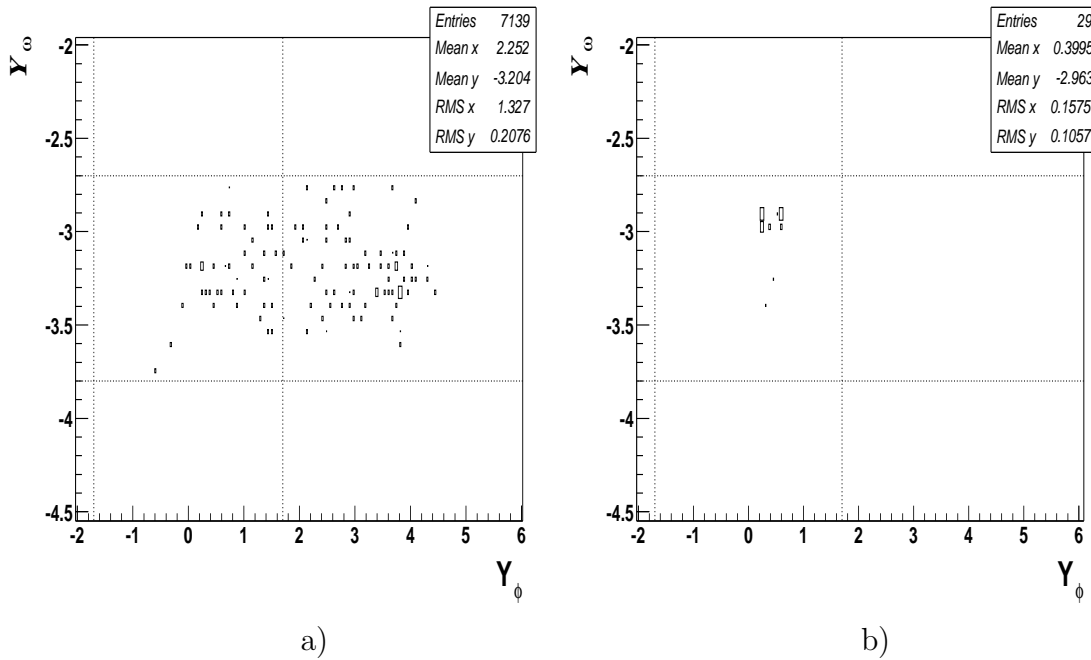 Entries 7139
Mean x 2.252
Mean y -3.204
RMS x 1.327
RMS y 0.2076
Y ω
-2
-2.5
-3
-3.5
-4
-4.5
-2 -1 0 1 2 3 4 5 6
Y ϕ
a)
Entries 29
Mean x 0.3995
Mean y -2.963
RMS x 0.1575
RMS y 0.1057
Y ω
-2
-2.5
-3
-3.5
-4
-4.5
-2 -1 0 1 2 3 4 5 6
Y ϕ
b)